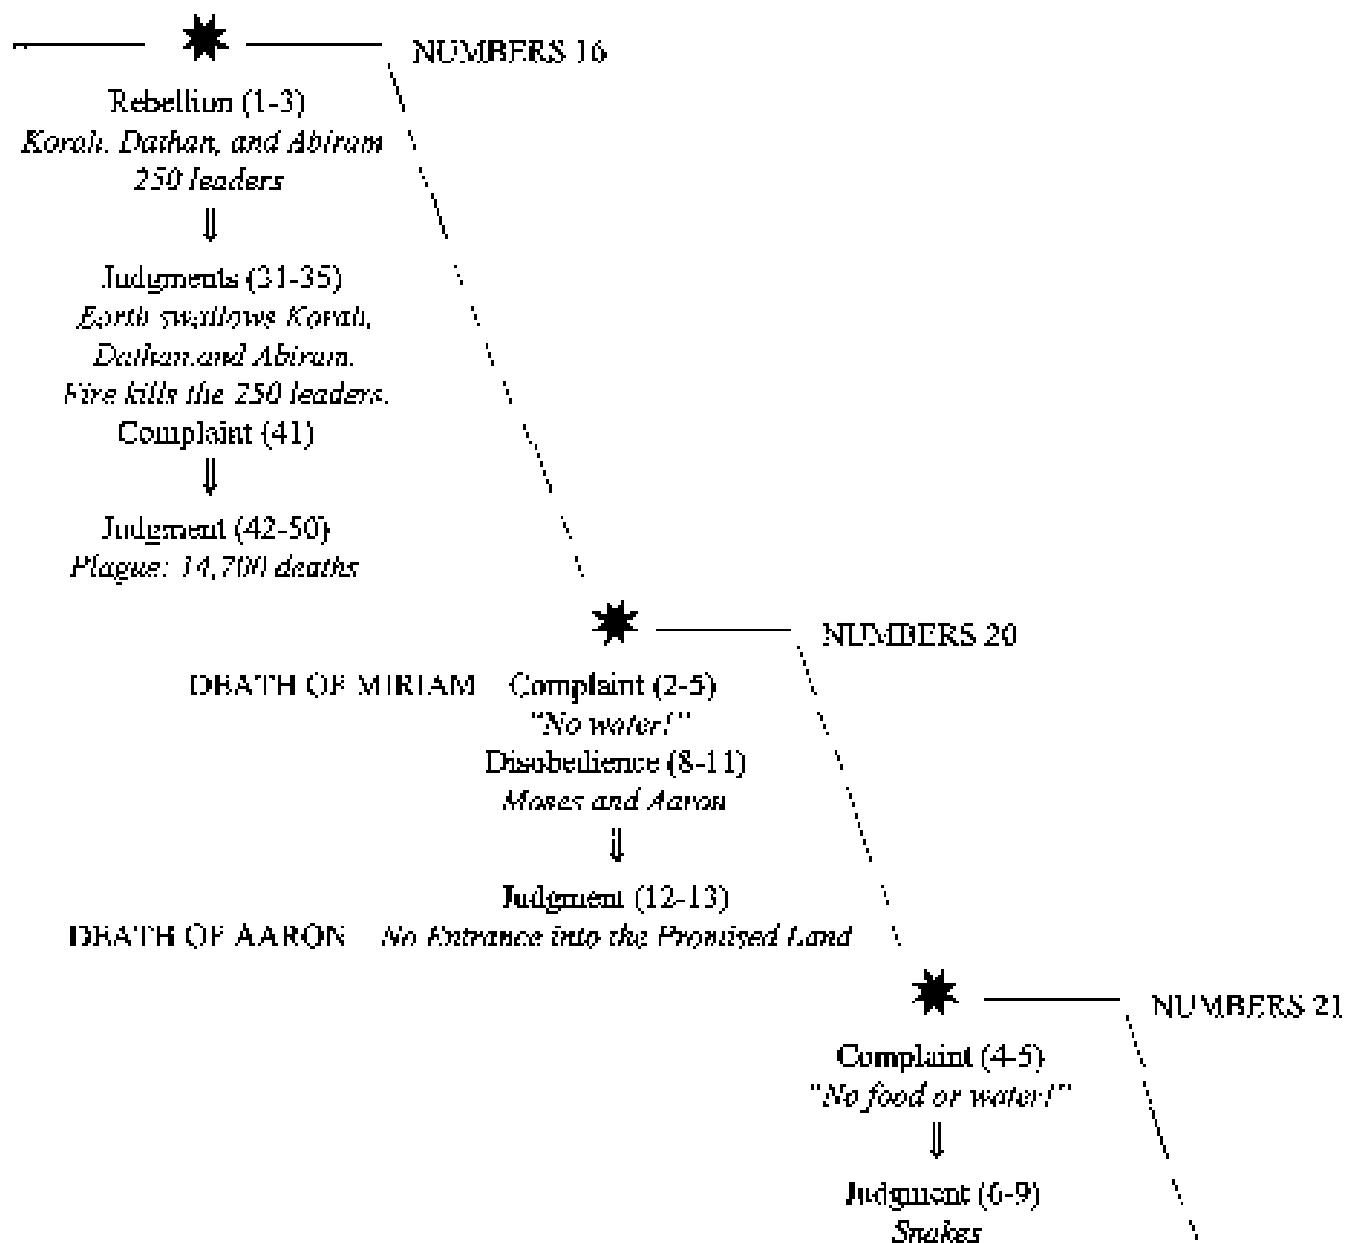 NUMBERS 16
Rebellion (1-3)
Korah, Dathan, and Abiram
250 leaders
Judgments (31-35)
Earth swallows Korah,
Dathan, and Abiram.
Fire kills the 250 leaders.
Complaint (41)
Judgment (42-50)
Plague: 14,700 deaths
NUMBERS 20
DEATH OF MIRIAM Complaint (2-5)
"No water!"
Disobedience (8-11)
Moses and Aaron
Judgment (12-13)
DEATH OF AARON No Entrance into the Promised Land
NUMBERS 21
Complaint (4-5)
"No food or water!"
Judgment (6-9)
Snakes